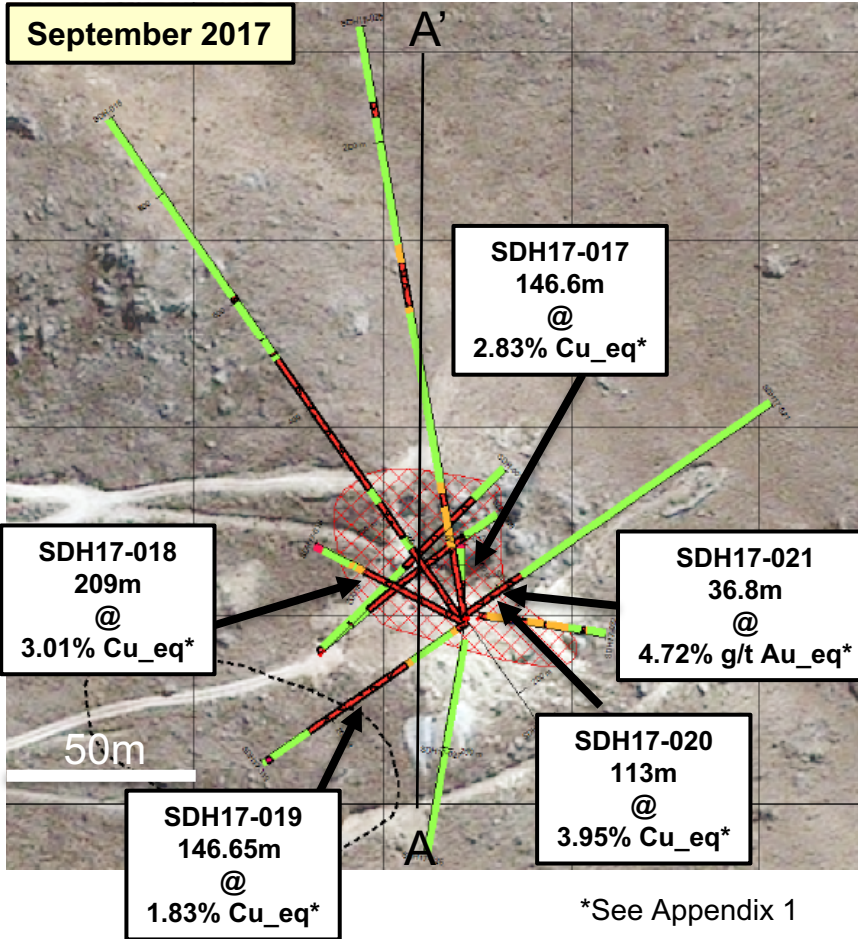 September 2017
A’
SDH17-017
146.6m
@
2.83% Cu_eq*
SDH17-021
SDH17-018
209m
@
3.01% Cu_eq*
SDH17-021
36.8m
@
4.72% g/t Au_eq*
50m
SDH17-020
113m
@
3.95% Cu_eq*
SDH17-019
146.65m
@
1.83% Cu_eq*
A
*See Appendix 1